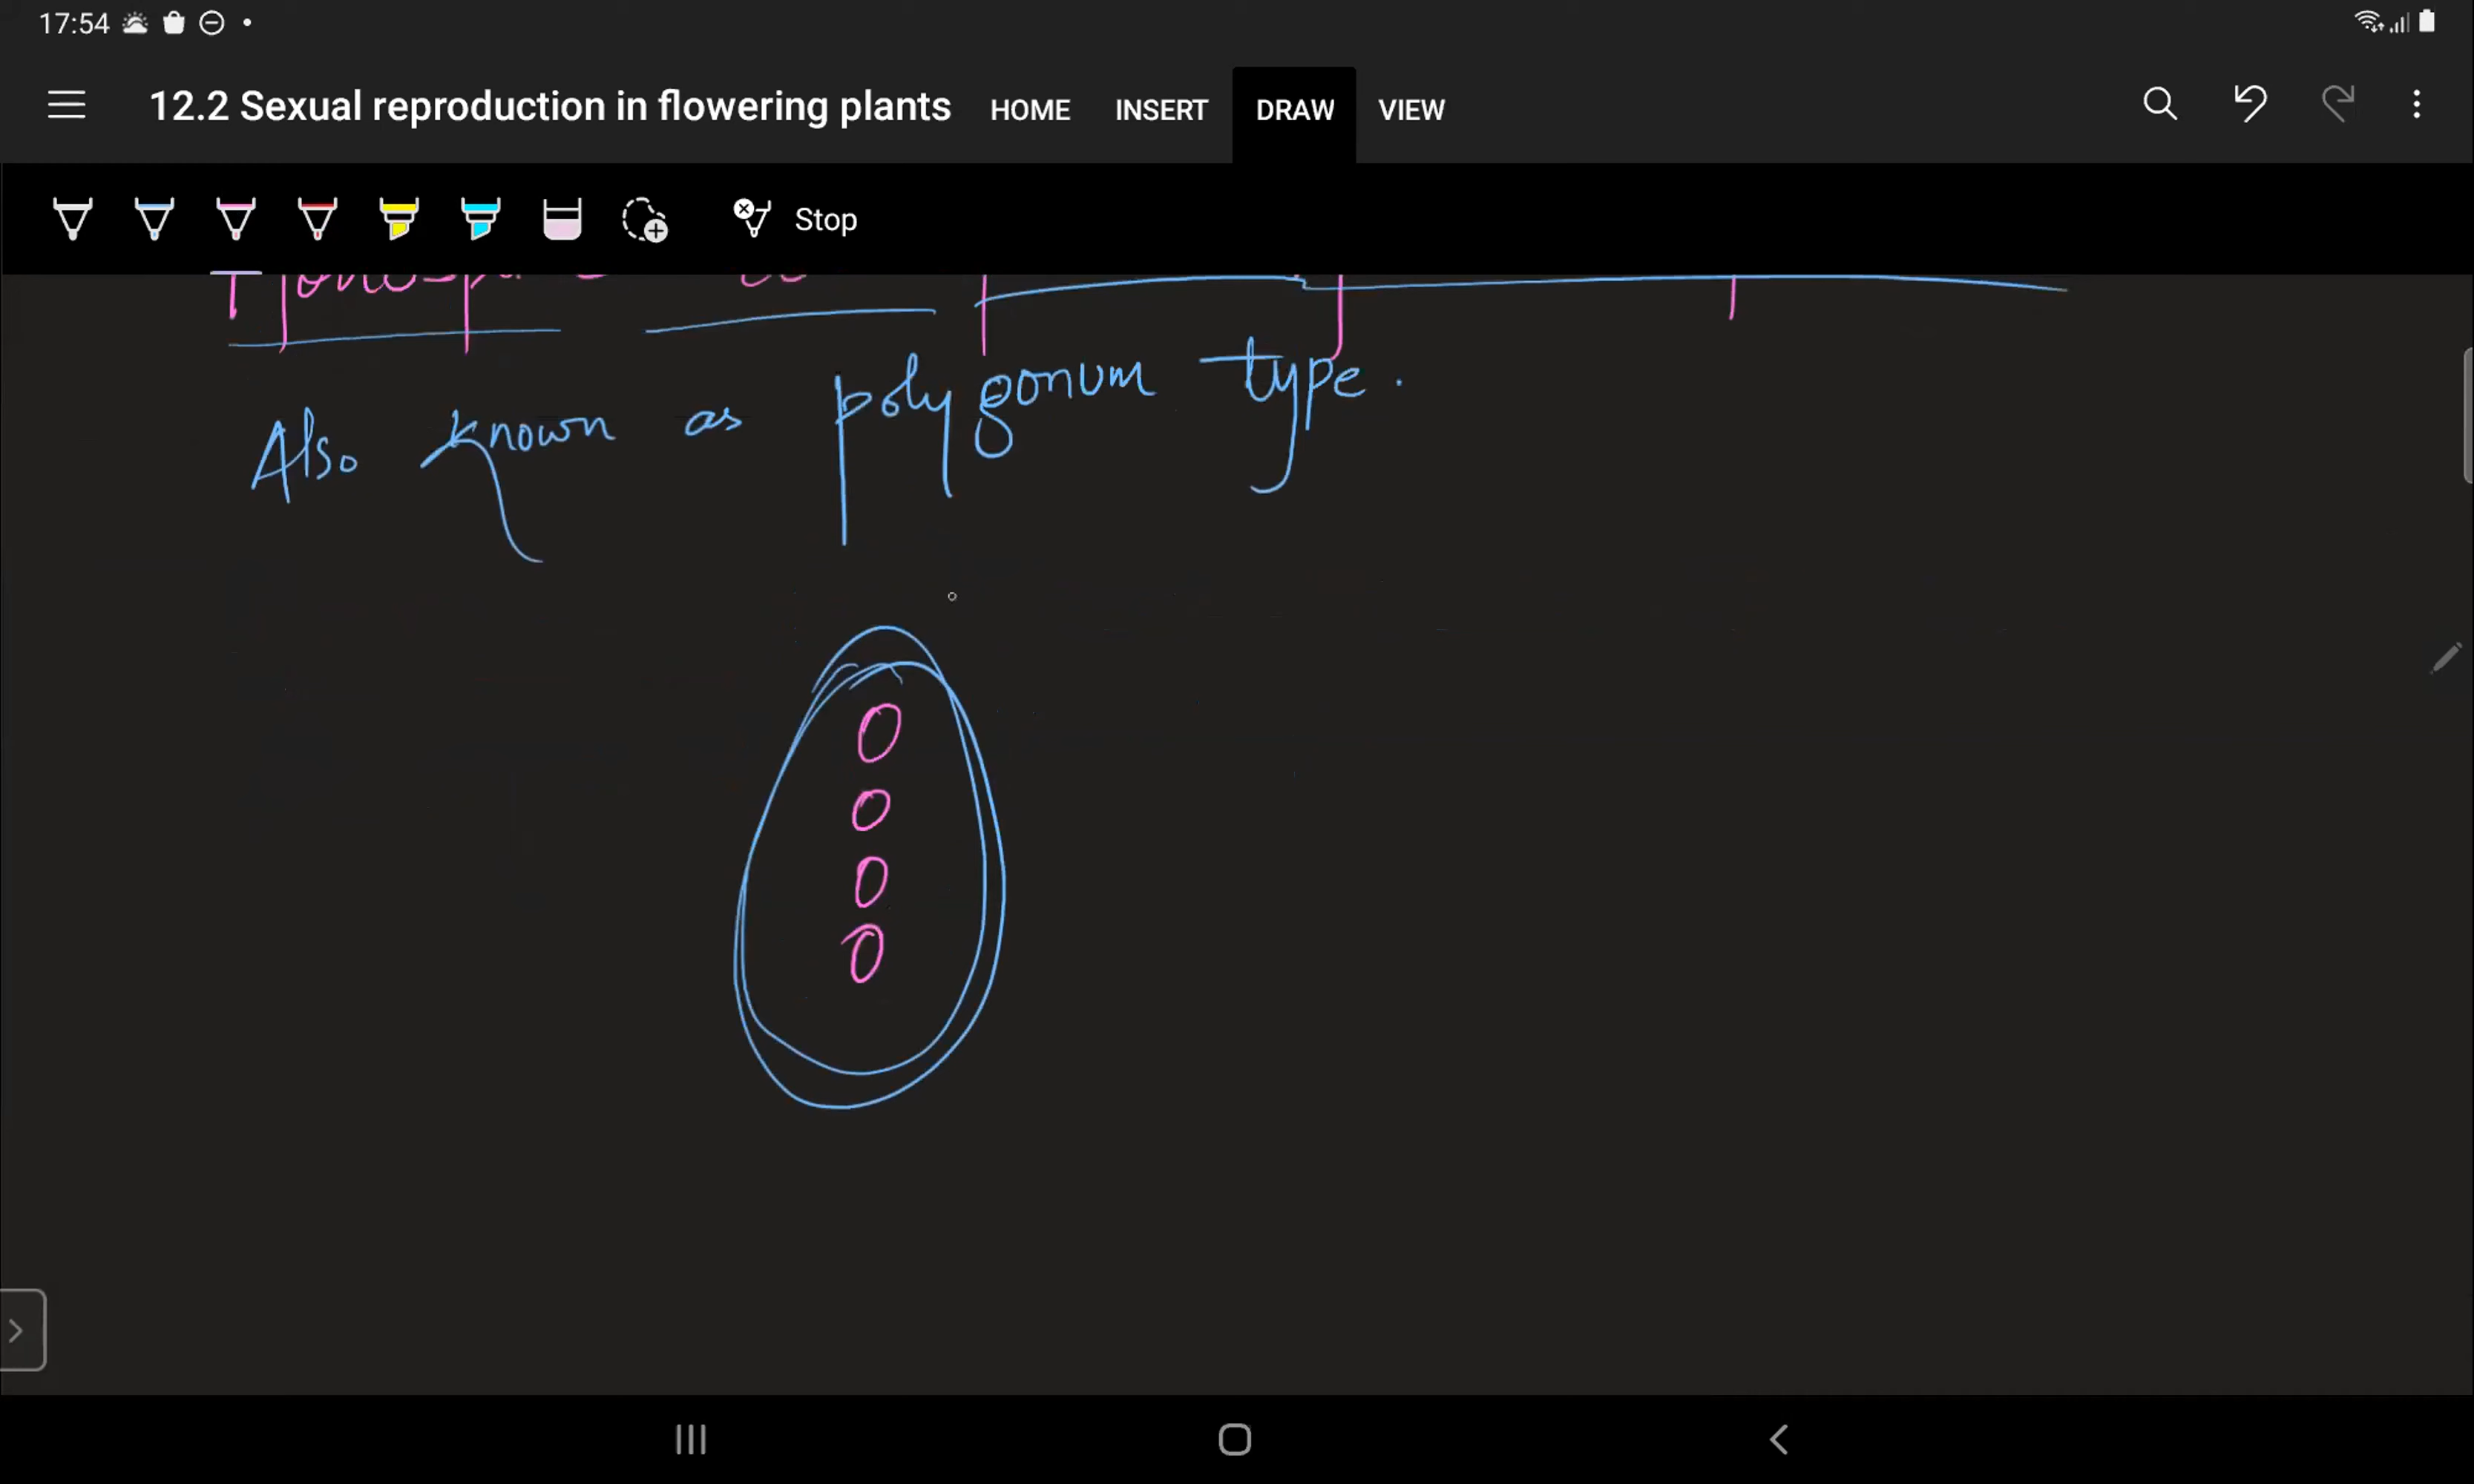 17:54
12.2 Sexual reproduction in flowering plants HOME INSERT DRAW VIEW
Stop
Also known as polygonum type.